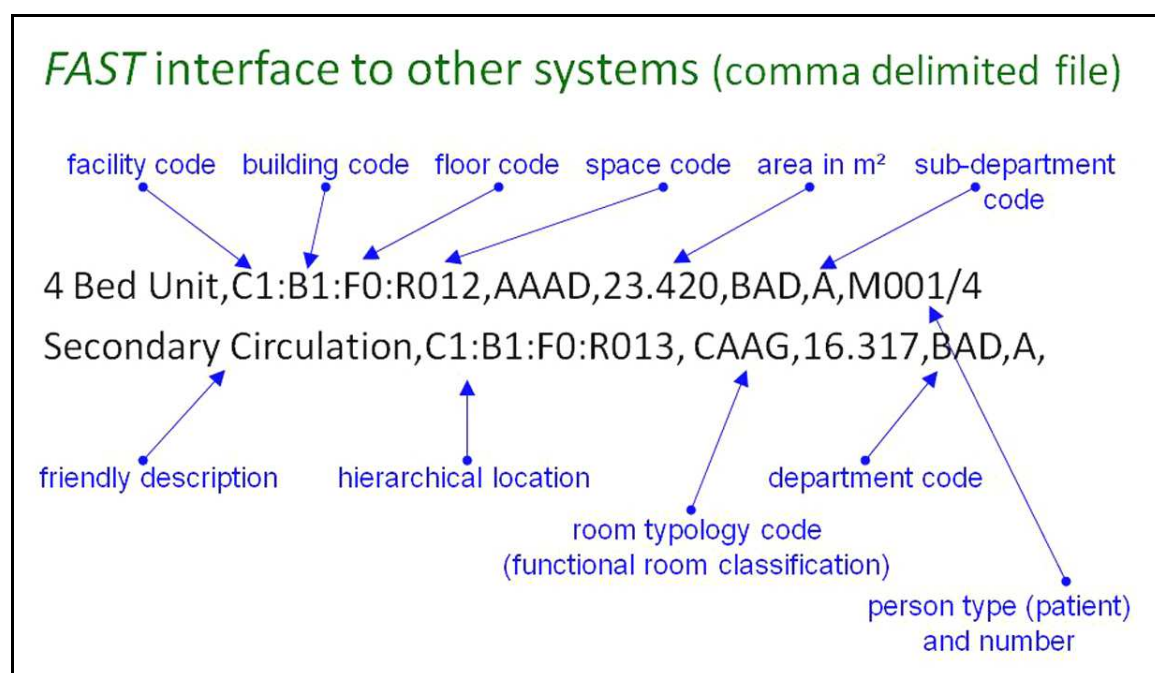 FAST interface to other systems (comma delimited file)
facility code building code floor code space code area in m² sub-department
code
4 Bed Unit,C1:B1:F0:R012,AAAD,23.420,BAD,A,M001/4
Secondary Circulation,C1:B1:F0:R013, CAAG,16.317,BAD,A,
friendly description hierarchical location department code
room typology code
(functional room classification)
person type (patient)
and number